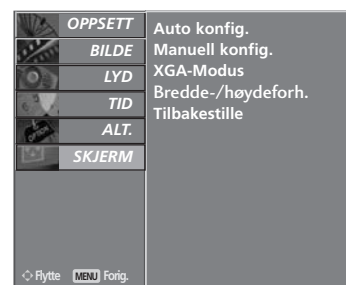 OPPSETT
BILDE
LYD
TID
ALT.
SKJERM
Auto konfig.
Manuell konfig.
XGA-Modus
Bredde-/høydeforh.
Tilbakestille
Flytte MENU Forig.